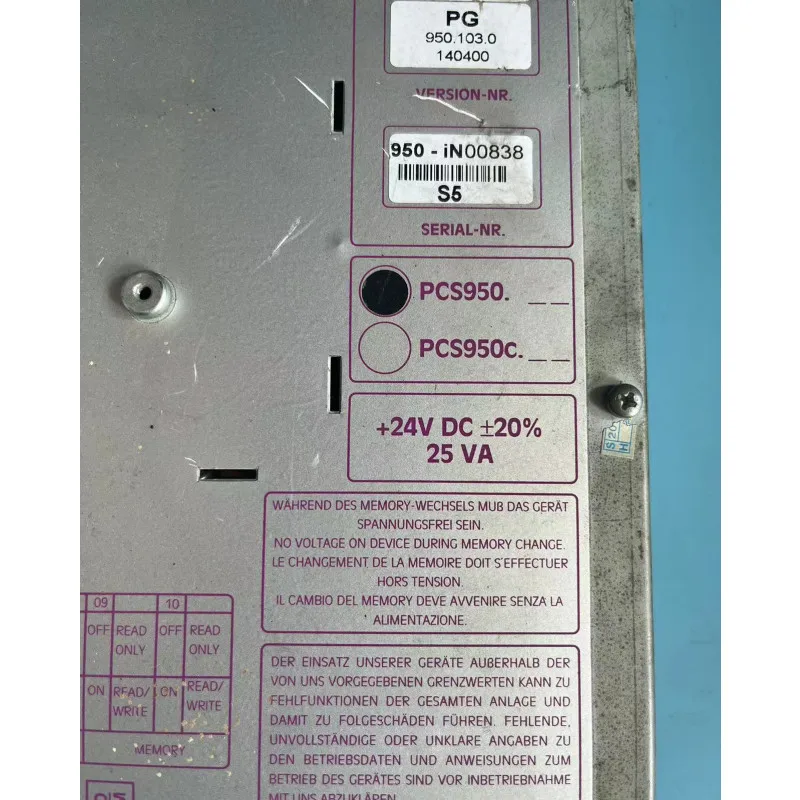 PG
950.103.0
140400
VERSION-NR.
950 - iN00838
S5
SERIAL-NR.
PCS950. _ _
PCS950c. _ _
+24V DC ±20%
25 VA
WÄHREND DES MEMORY-WECHSELS MUß DAS GERÄT
SPANNUNGSFREI SEIN.
NO VOLTAGE ON DEVICE DURING MEMORY CHANGE.
LE CHANGEMENT DE LA MEMOIRE DOIT S'EFFECTUER
HORS TENSION.
IL CAMBIO DEL MEMORY DEVE AVVENIRE SENZA LA
ALIMENTAZIONE.
09 10
OFF READ ONLY OFF READ ONLY
ON READ/ WRITE ON READ/ WRITE
MEMORY
DER EINSATZ UNSERER GERÄTE AUßERHALB DER
VON UNS VORGEGEBENEN GRENZWERTEN KANN ZU
FEHLFUNKTIONEN DER GESAMTEN ANLAGE UND
DAMIT ZU FOLGESCHÄDEN FÜHREN. FEHLENDE,
UNVOLLSTÄNDIGE ODER UNKLARE ANGABEN ZU
DEN BETRIEBSDATEN UND ANWEISUNGEN ZUM
BETRIEB DES GERÄTES SIND VOR INBETRIEBNAHME
MIT UNS ABZUKLÄREN.